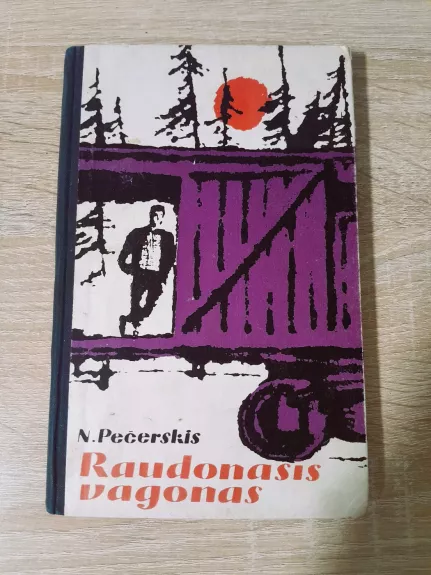 N. Pečerskis
Raudonasis
vagonas